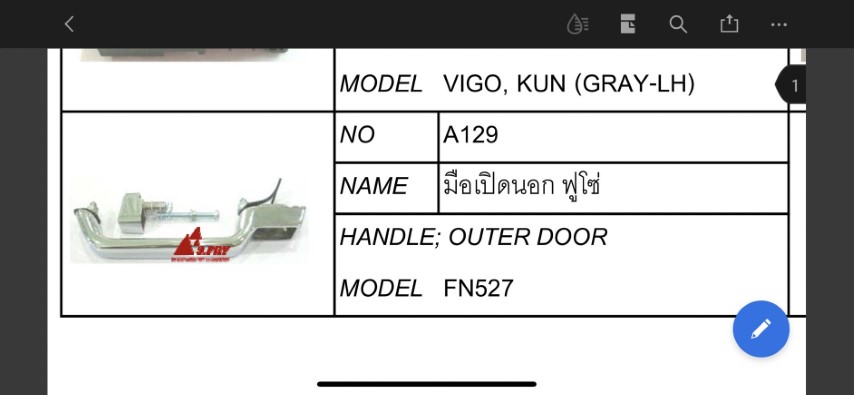 MODEL VIGO, KUN (GRAY-LH)
1
NO A129
NAME มือเปิดนอก ฟูโซ่
S.PRY
HANDLE; OUTER DOOR
MODEL FN527